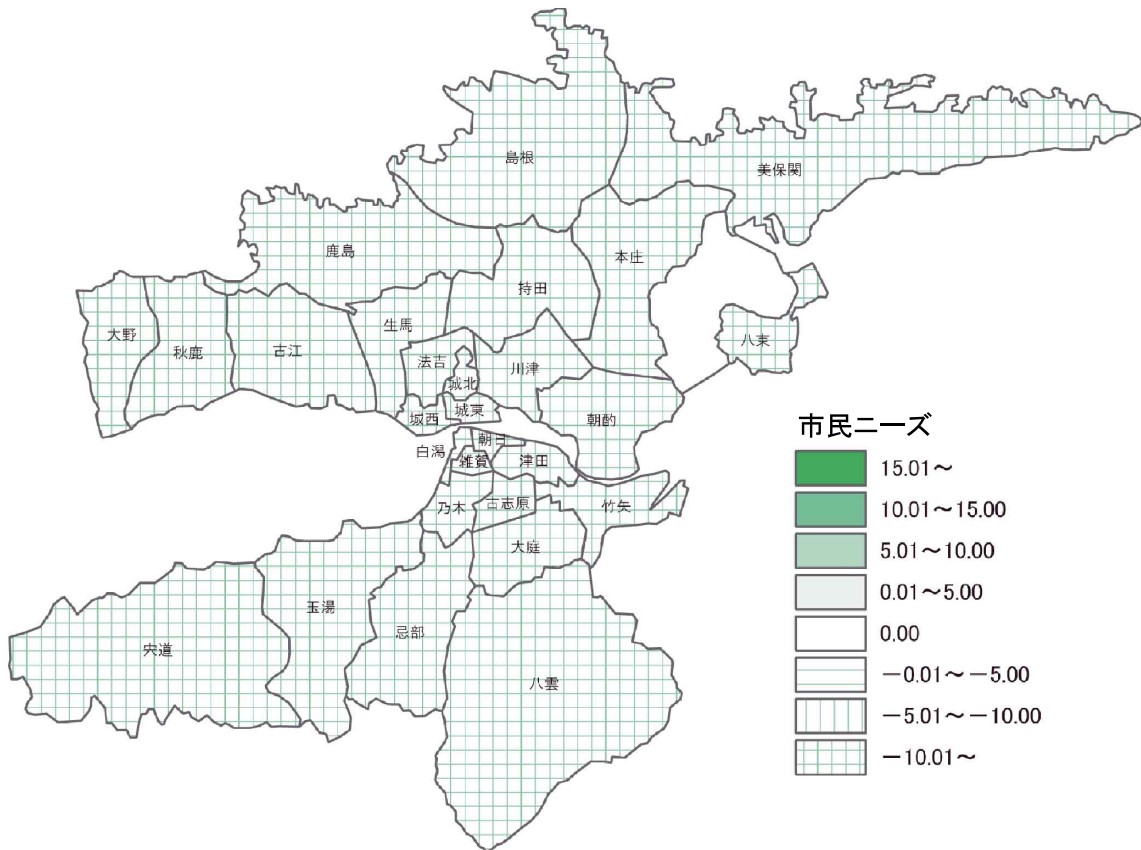 島根
美保関
鹿島
本庄
持田
大野
秋鹿
古江
生馬
八束
法吉
川津
城北
城西
城東
朝酌
白潟
朝日
雑賀
津田
乃木
古志原
竹矢
大庭
玉湯
忌部
宍道
八雲
市民ニーズ
15.01～
10.01～15.00
5.01～10.00
0.01～5.00
0.00
－0.01～－5.00
－5.01～－10.00
－10.01～